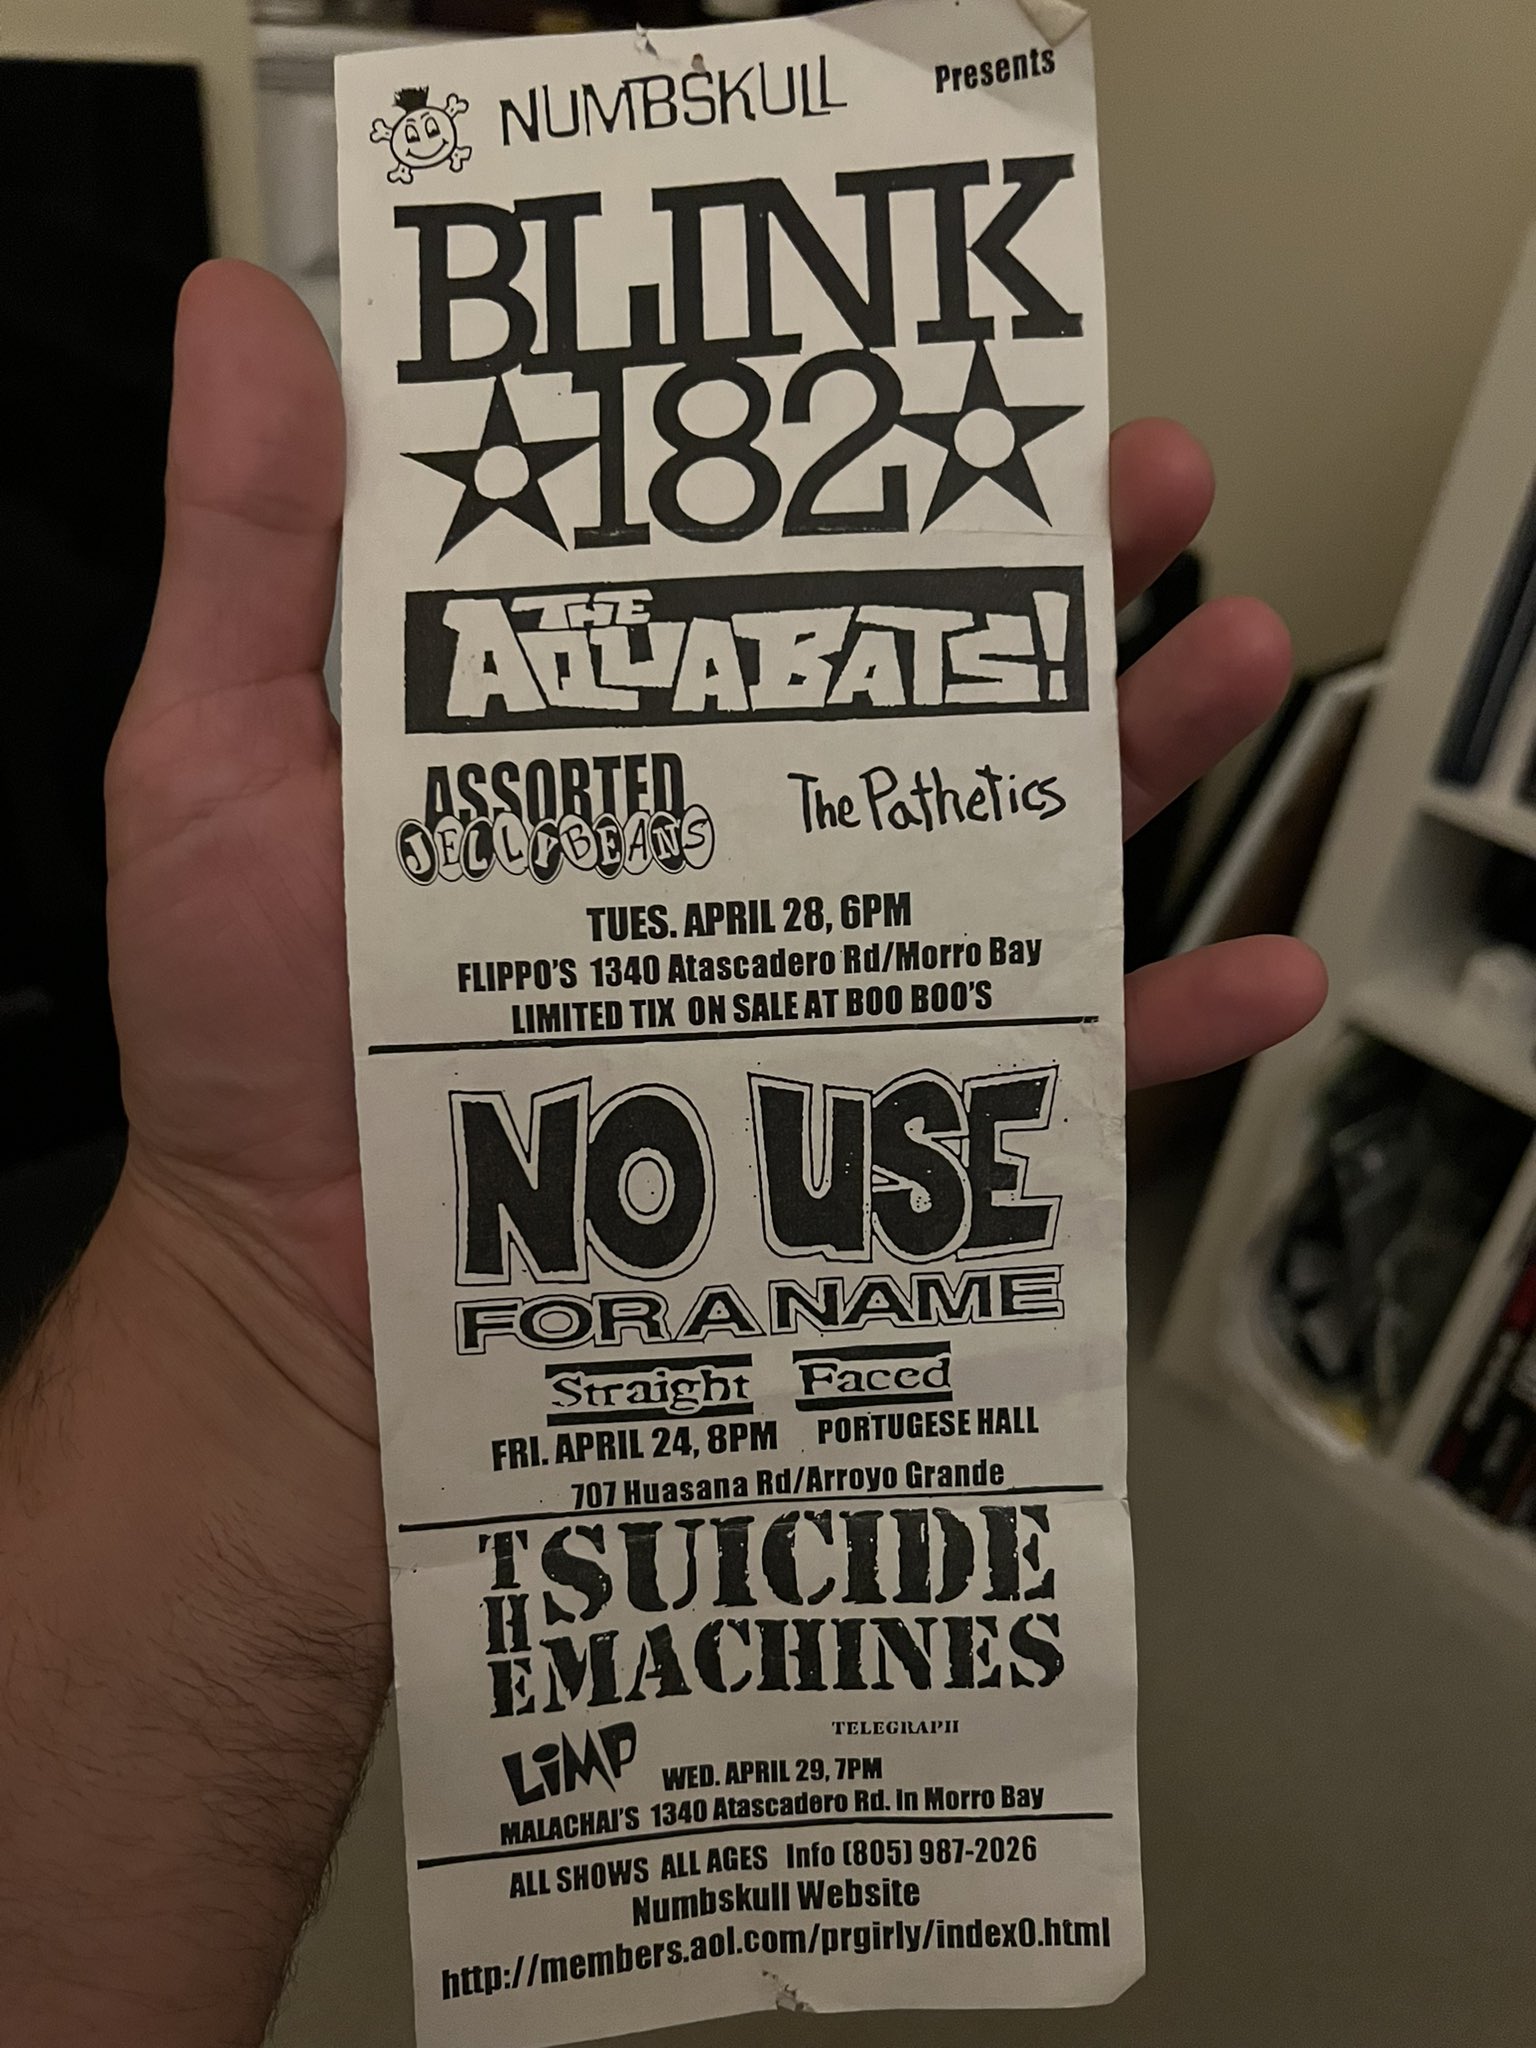 NUMBSKULL Presents
BLINK
182
THE
AQUABATS!
ASSORTED
JELLYBEANS
The Pathetics
TUES. APRIL 28, 6PM
FLIPPO'S 1340 Atascadero Rd/Morro Bay
LIMITED TIX ON SALE AT BOO BOO'S
NO USE
FOR A NAME
Straight Faced
FRI. APRIL 24, 8PM PORTUGESE HALL
707 Huasana Rd/Arroyo Grande
THE SUICIDE
MACHINES
LiMP
TELEGRAPH
WED. APRIL 29, 7PM
MALACHAI'S 1340 Atascadero Rd. In Morro Bay
ALL SHOWS ALL AGES Info (805) 987-2026
Numbskull Website
http://members.aol.com/prgirly/index0.html